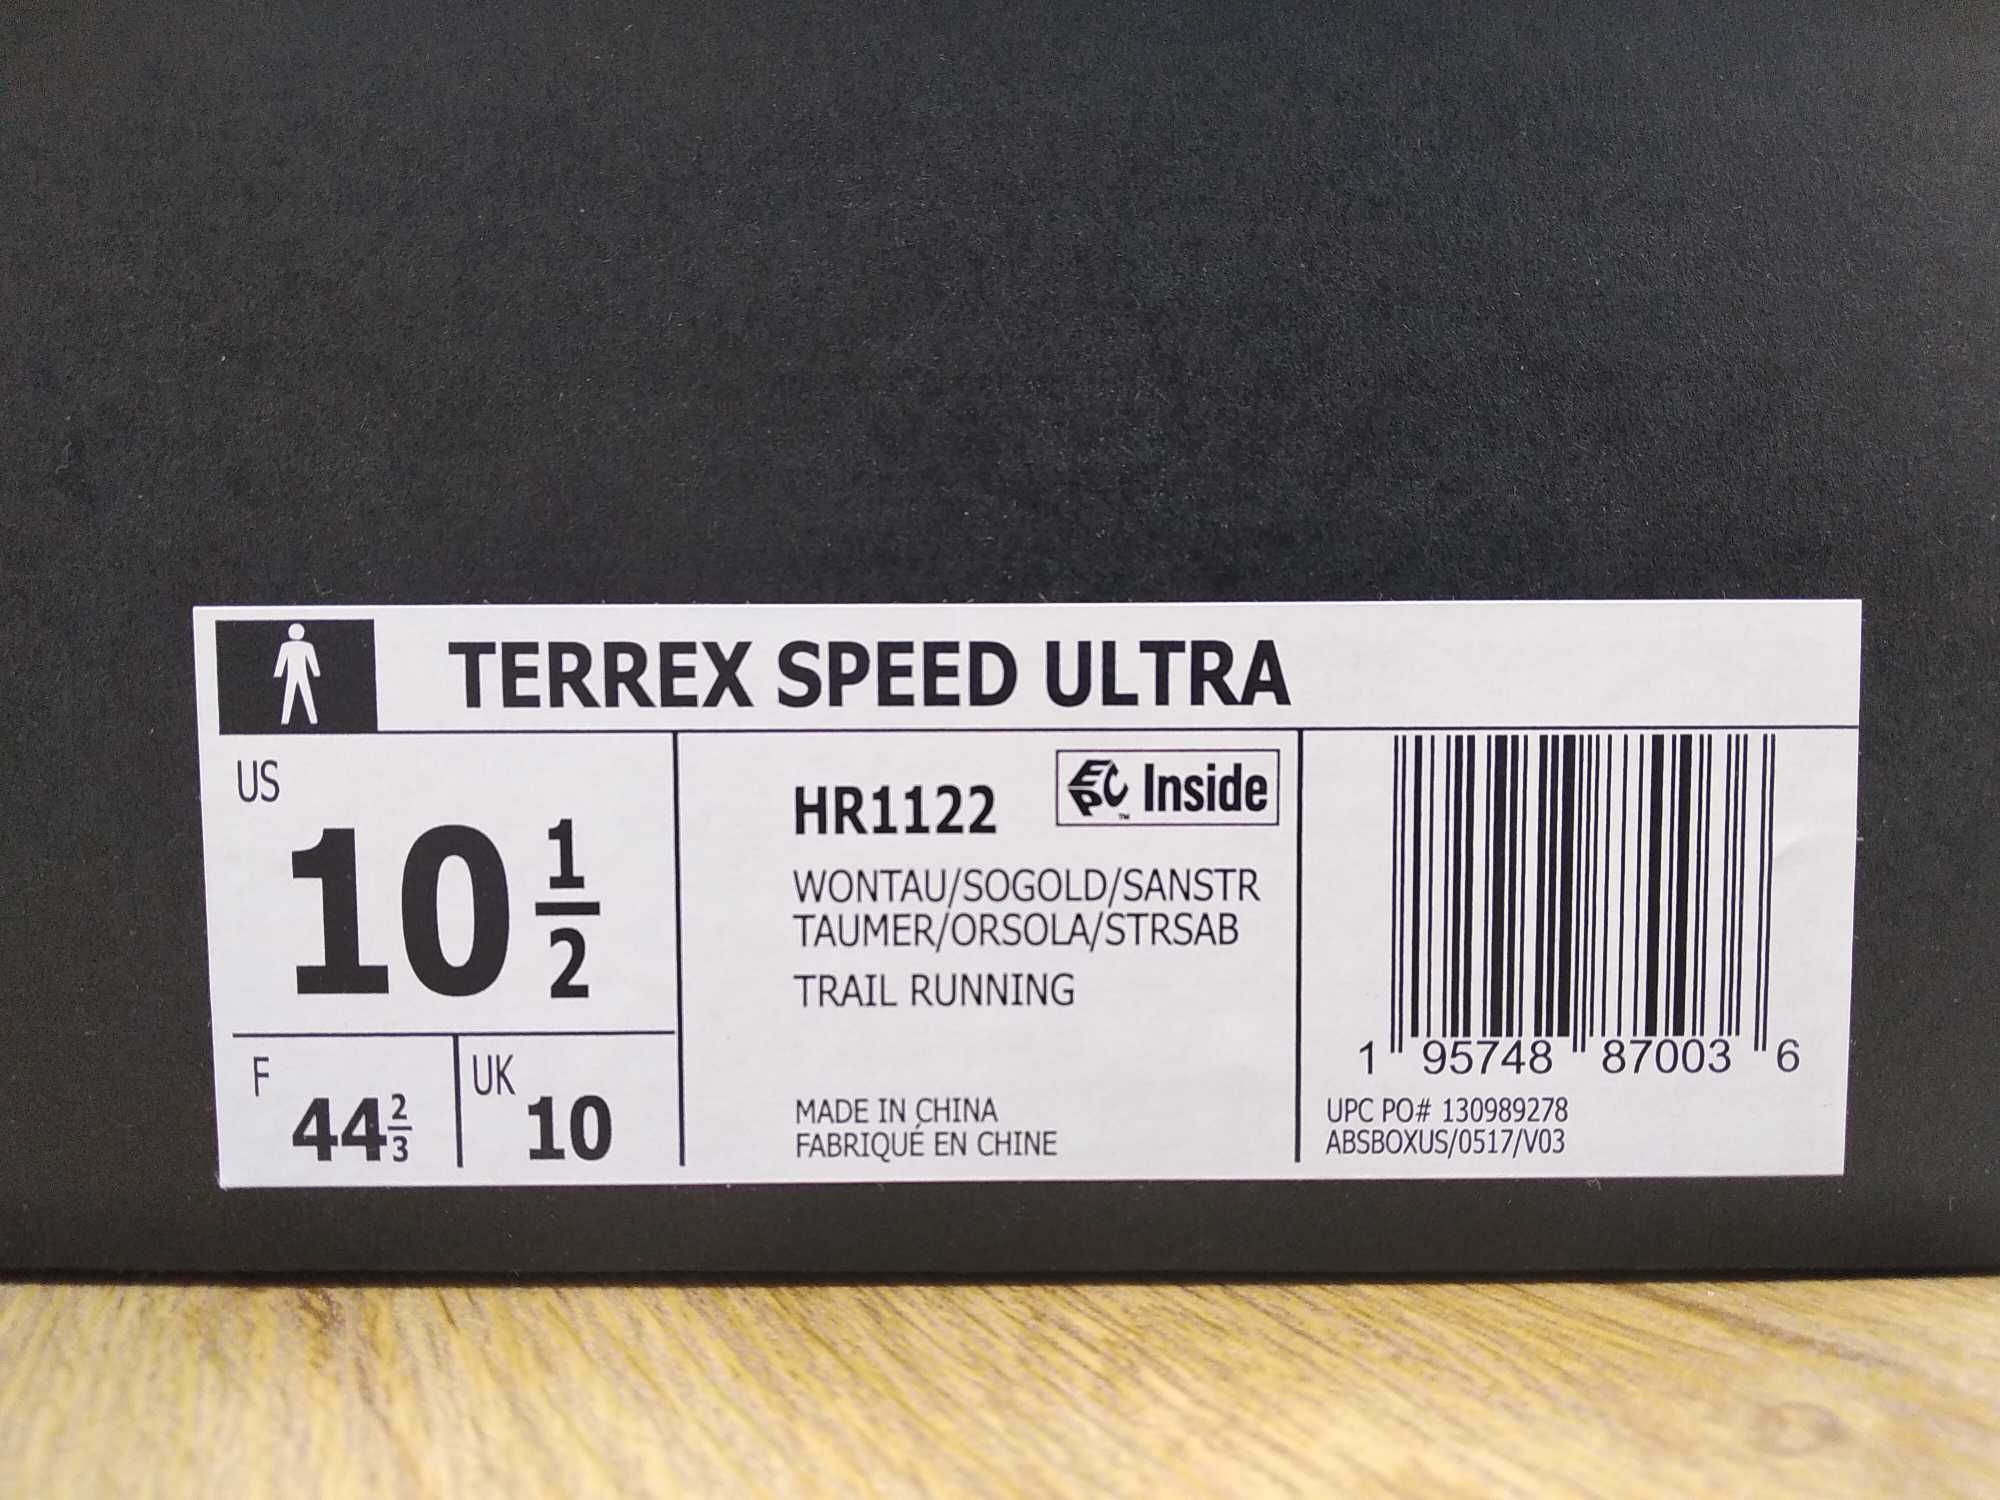 TERREX SPEED ULTRA
US
10 1/2
F
44 2/3
UK
10
HR1122
EPC Inside
™
WONTAU/SOGOLD/SANSTR
TAUMER/ORSOLA/STRSAB
TRAIL RUNNING
MADE IN CHINA
FABRIQUÉ EN CHINE
1 95748 87003 6
UPC PO# 130989278
ABSBOXUS/0517/V03